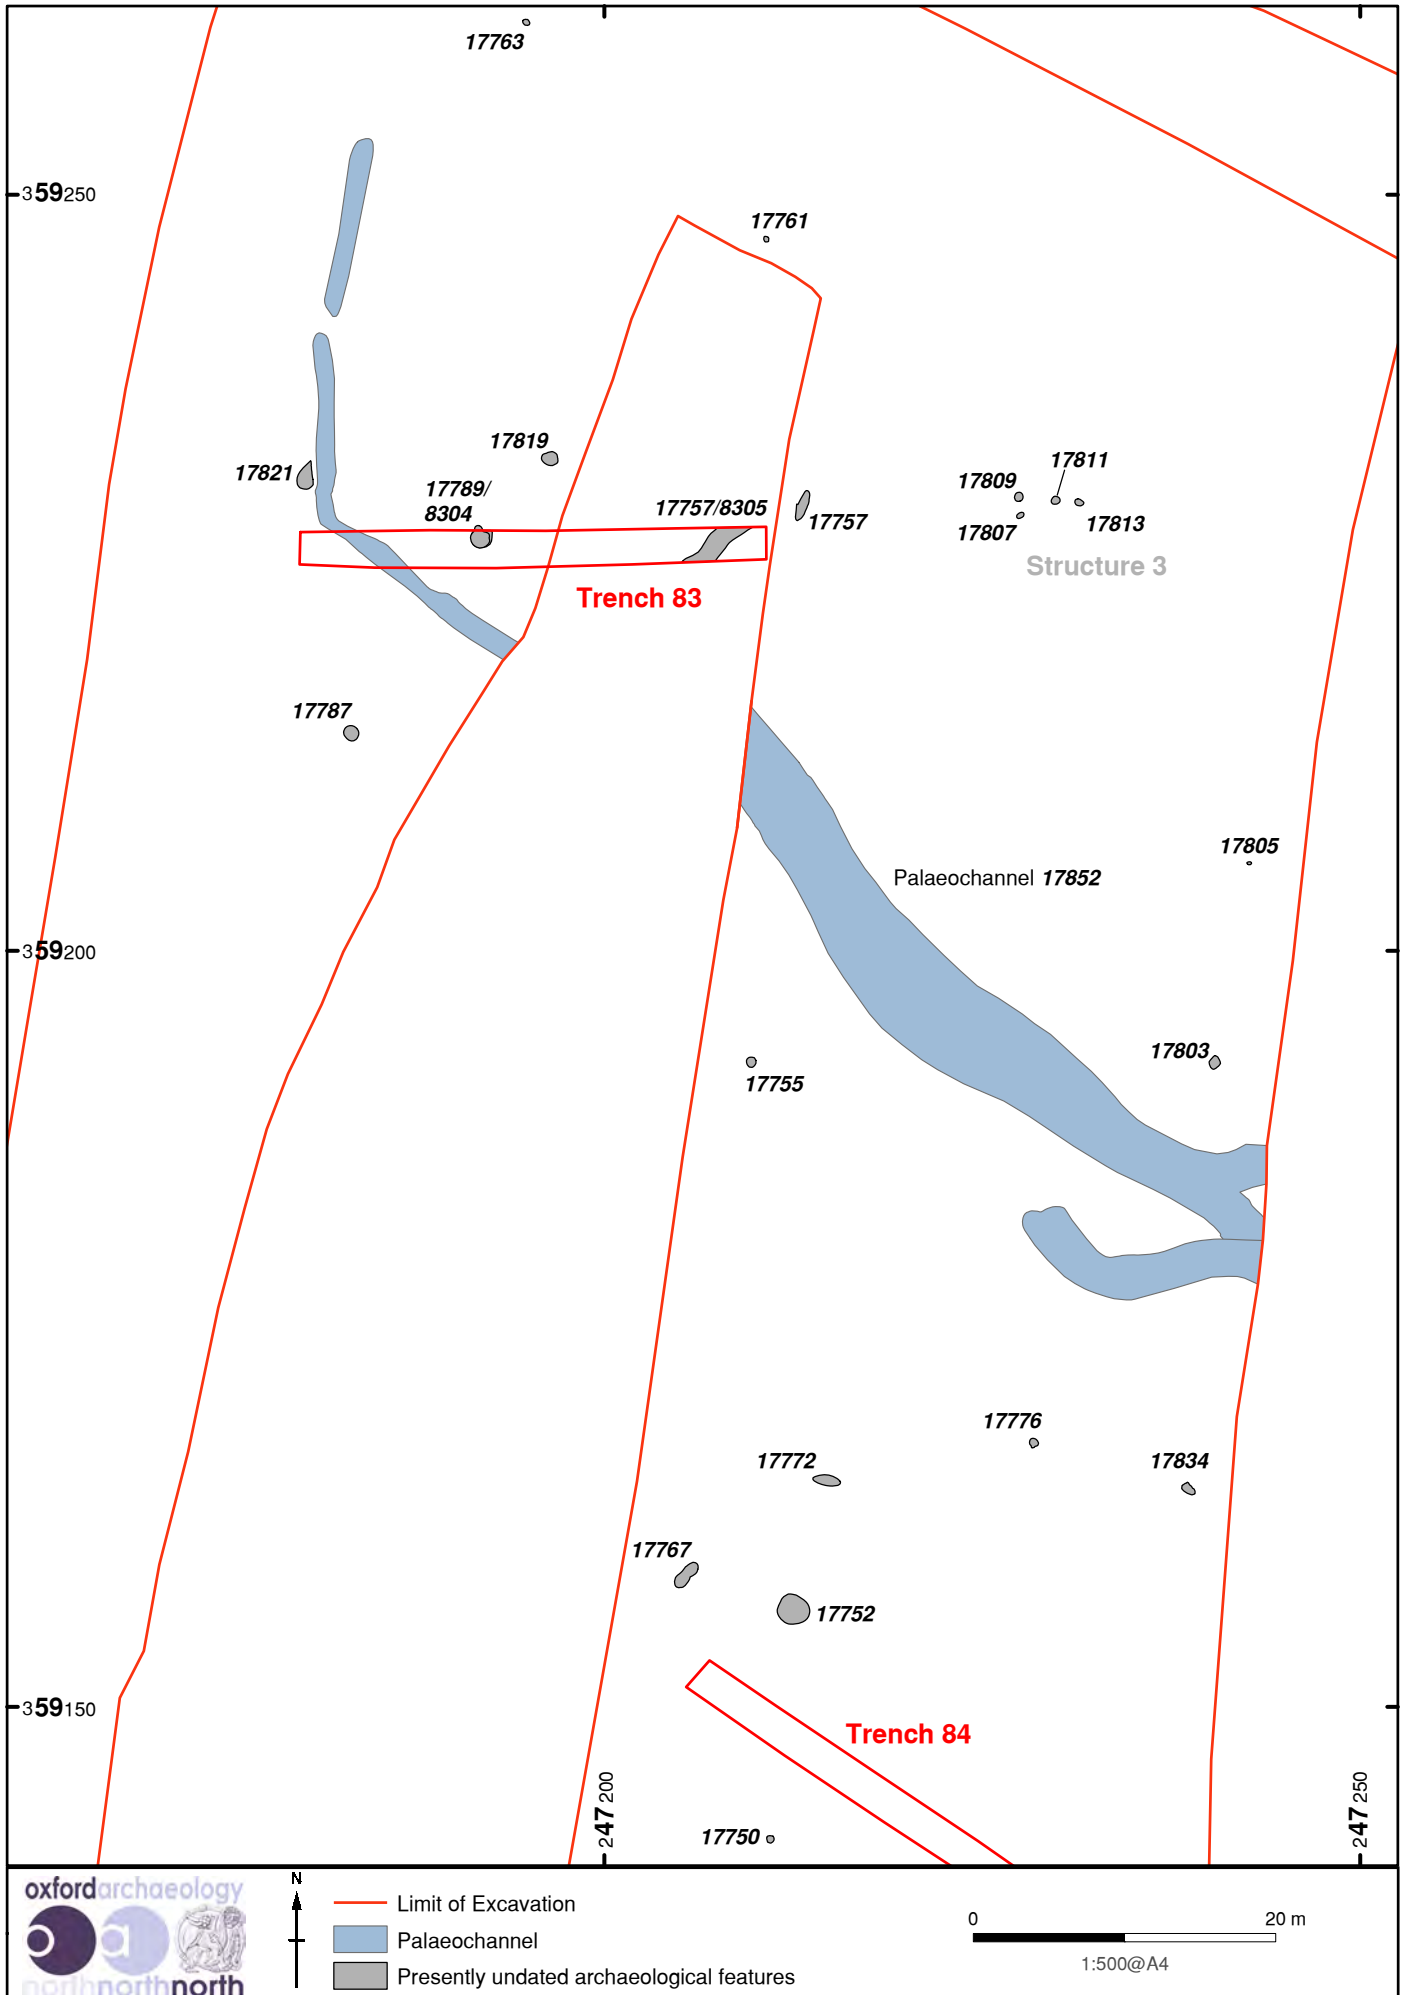 17763
359250
17761
17819
17821
17789/
8304
17757/8305
17757
17811
17809
17807
17813
Structure 3
Trench 83
17787
17805
Palaeochannel 17852
359200
17803
17755
17776
17772
17834
17767
17752
359150
Trench 84
247200
247250
17750
oxfordarchaeology
northnorthnorth
N
Limit of Excavation
Palaeochannel
Presently undated archaeological features
0 20 m
1:500@A4